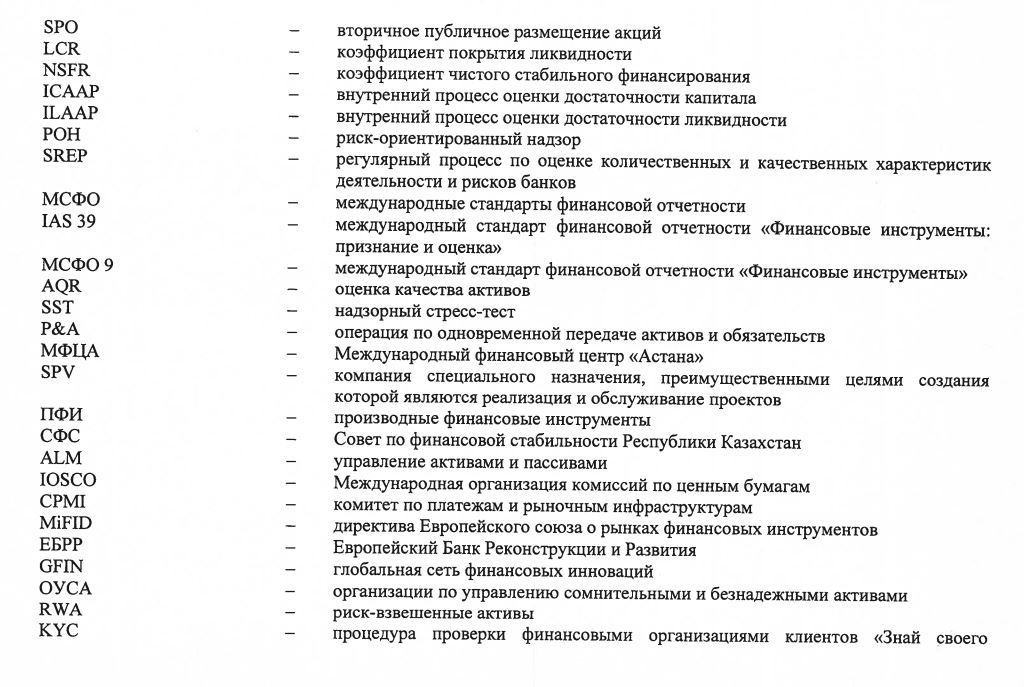 SPO – вторичное публичное размещение акций
LCR – коэффициент покрытия ликвидности
NSFR – коэффициент чистого стабильного финансирования
ICAAP – внутренний процесс оценки достаточности капитала
ILAAP – внутренний процесс оценки достаточности ликвидности
РОН – риск-ориентированный надзор
SREP – регулярный процесс по оценке количественных и качественных характеристик
деятельности и рисков банков
МСФО – международные стандарты финансовой отчетности
IAS 39 – международный стандарт финансовой отчетности «Финансовые инструменты:
признание и оценка»
МСФО 9 – международный стандарт финансовой отчетности «Финансовые инструменты»
AQR – оценка качества активов
SST – надзорный стресс-тест
P&A – операция по одновременной передаче активов и обязательств
МФЦА – Международный финансовый центр «Астана»
SPV – компания специального назначения, преимущественными целями создания
которой являются реализация и обслуживание проектов
ПФИ – производные финансовые инструменты
СФС – Совет по финансовой стабильности Республики Казахстан
ALM – управление активами и пассивами
IOSCO – Международная организация комиссий по ценным бумагам
CPMI – комитет по платежам и рыночным инфраструктурам
MiFID – директива Европейского союза о рынках финансовых инструментов
ЕБРР – Европейский Банк Реконструкции и Развития
GFIN – глобальная сеть финансовых инноваций
ОУСА – организации по управлению сомнительными и безнадежными активами
RWA – риск-взвешенные активы
KYC – процедура проверки финансовыми организациями клиентов «Знай своего